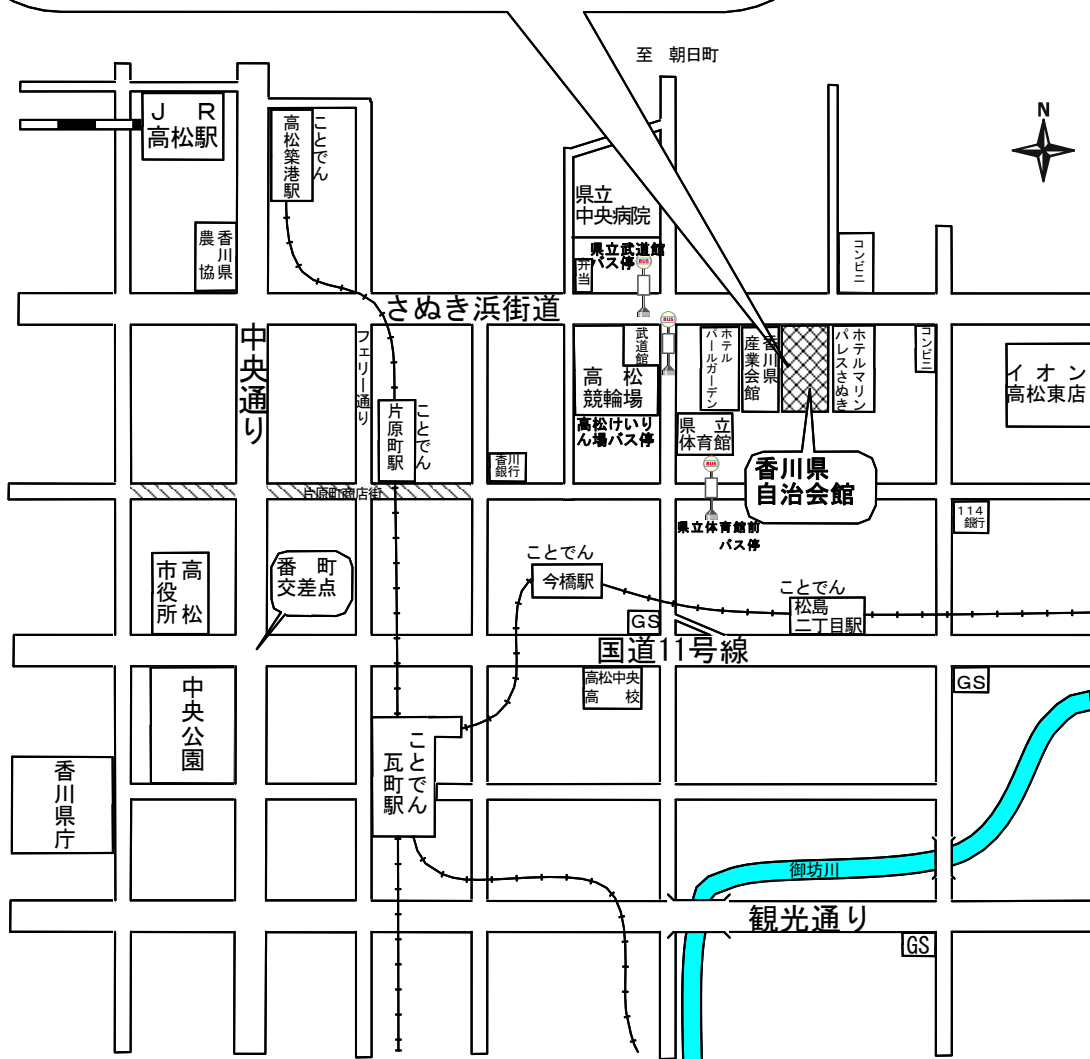 至　朝日町
N
Ｊ　Ｒ
高松駅
ことでん
高松築港駅
県立
中央病院
香川県
農協
県立武道館
バス停
弁当
BUS
コンビニ
さぬき浜街道
BUS
中央通り
フェリー通り
武道館
高　松
競輪場
高松けいり
ん場バス停
ホテル
パールガーデン
香川県
産業会館
ホテルマリン
パレスさぬき
コンビニ
イオン
高松東店
ことでん
片原町駅
県立
体育館
香川
銀行
BUS
香川県
自治会館
片原町商店街
114
銀行
県立体育館前
バス停
高松
市役所
番　町
交差点
ことでん
今橋駅
ことでん
松島
二丁目駅
GS
国道11号線
中央公園
高松中央
高　校
GS
ことでん
瓦町駅
香川県庁
御坊川
観光通り
GS